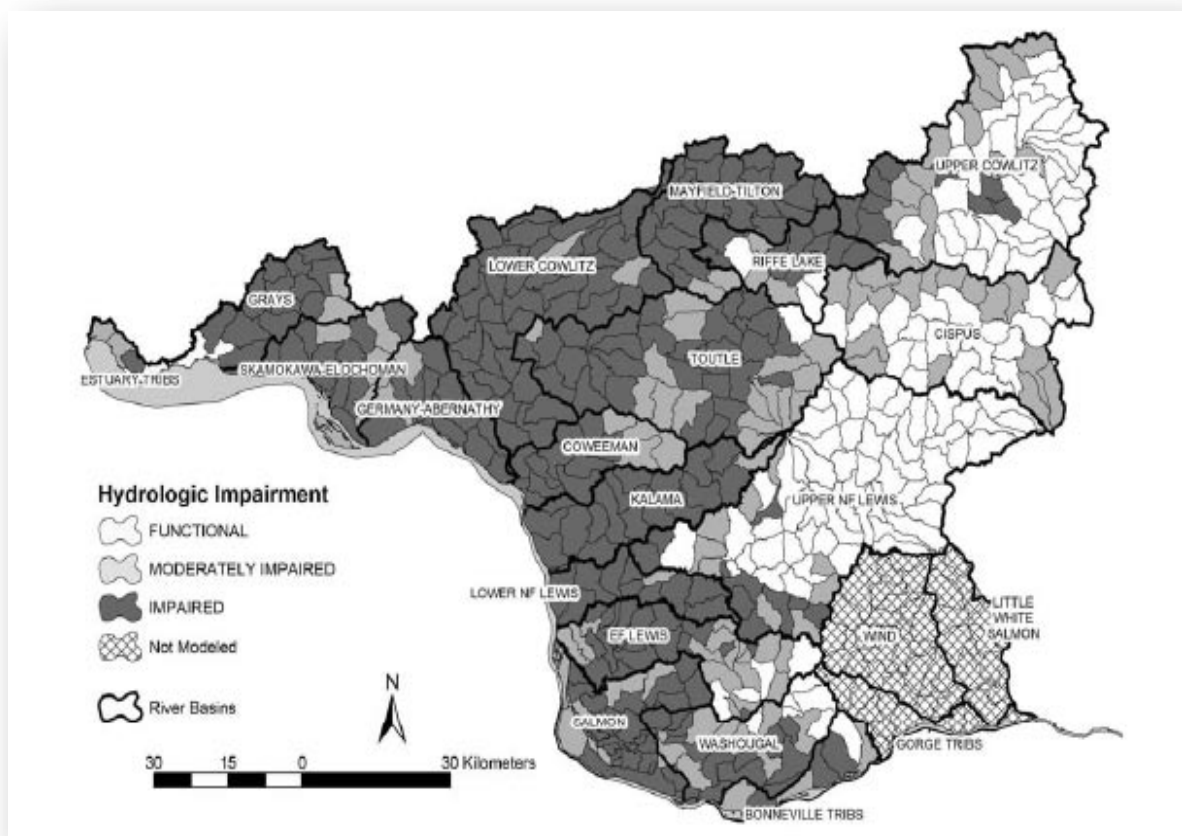 UPPER COWLITZ
MAYFIELD-TILTON
LOWER COWLITZ
RIFFE LAKE
GRAYS
CISPUS
TOUTLE
ESTUARY TRIBS
SKAMOKAWA-ELOCHOMAN
GERMANY-ABERNATHY
COWEEMAN
KALAMA
UPPER NF LEWIS
Hydrologic Impairment
FUNCTIONAL
MODERATELY IMPAIRED
IMPAIRED
Not Modeled
River Basins
N
30 15 0 30 Kilometers
LOWER NF LEWIS
EF LEWIS
LITTLE
WHITE
SALMON
WIND
SALMON
WASHOUGAL
GORGE TRIBS
BONNEVILLE TRIBS